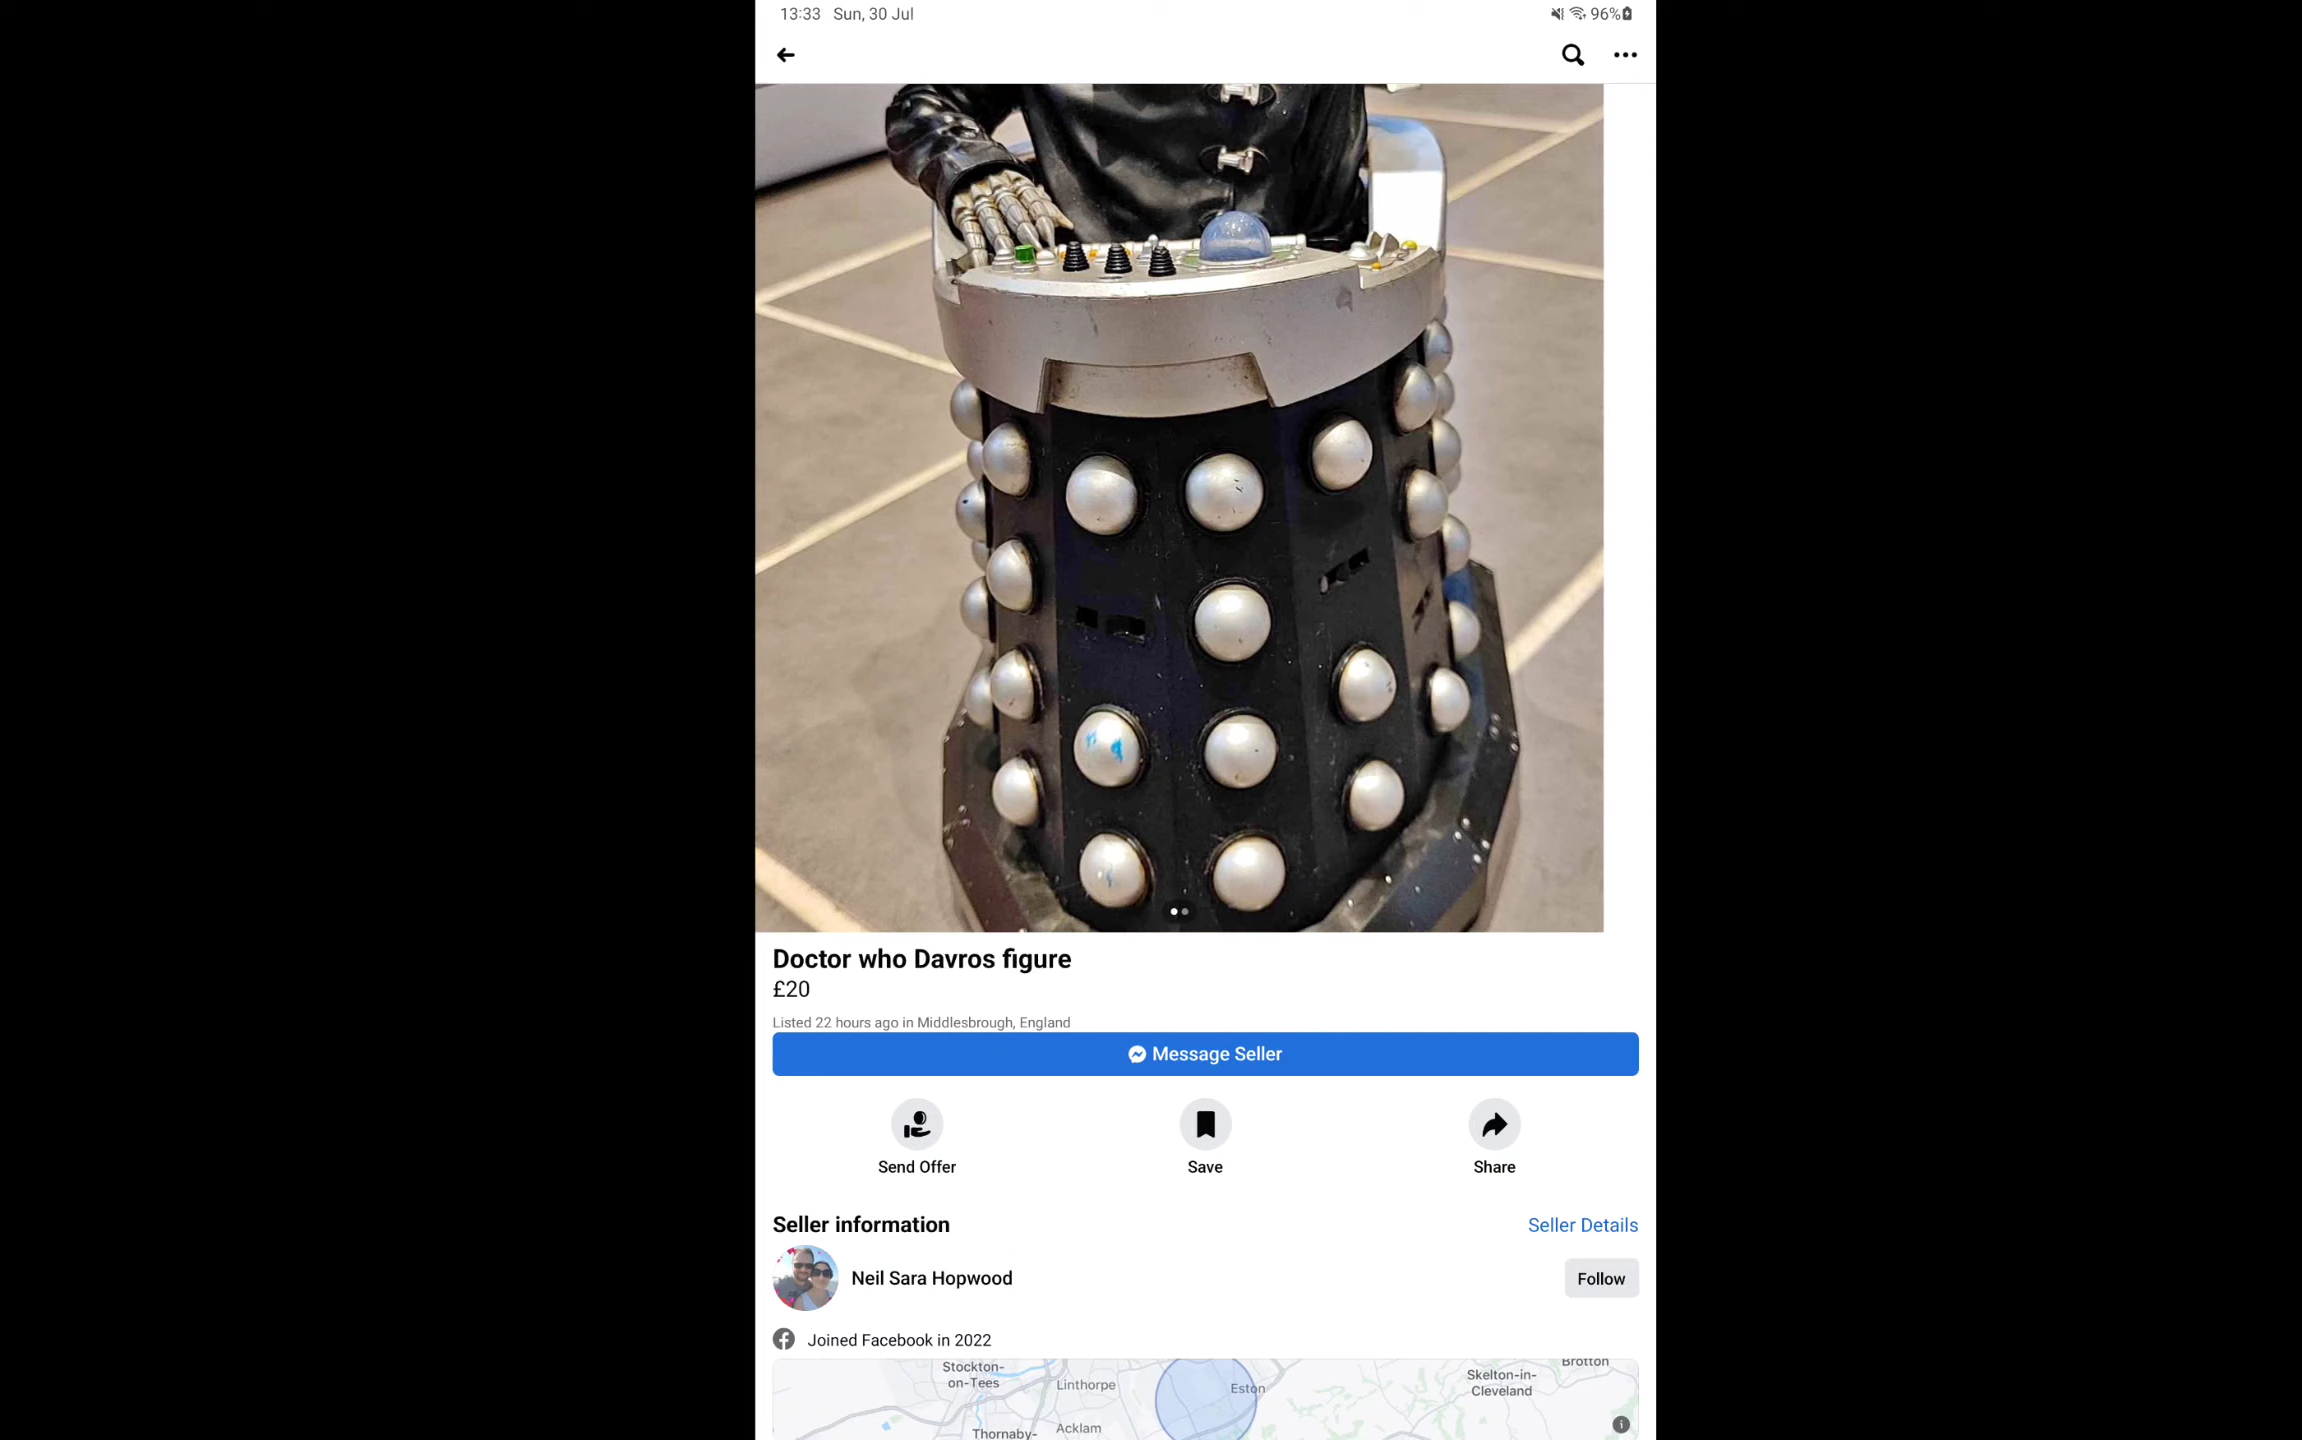 13:33 Sun, 30 Jul
96%
Doctor who Davros figure
£20
Listed 22 hours ago in Middlesbrough, England
Message Seller
Send Offer
Save
Share
Seller information
Seller Details
Neil Sara Hopwood
Follow
Joined Facebook in 2022
Stockton-
on-Tees
Linthorpe
Eston
Brotton
Skelton-in-
Cleveland
Acklam
Thornaby-